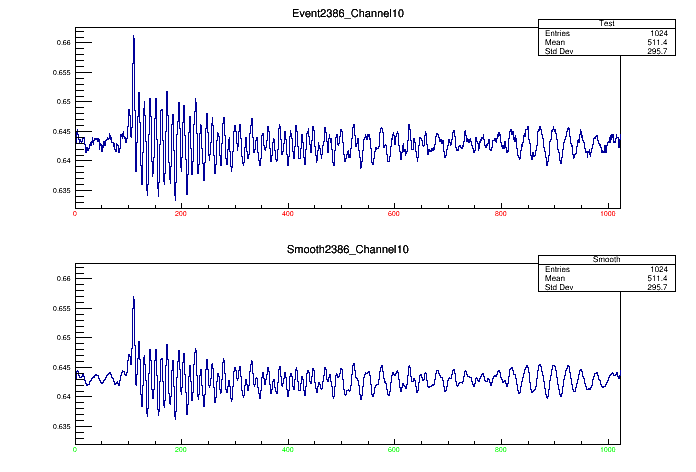 Event2386_Channel10
Test
Entries 1024
Mean 511.4
Std Dev 295.7
0.66
0.655
0.65
0.645
0.64
0.635
0 200 400 600 800 1000
Smooth2386_Channel10
Smooth
Entries 1024
Mean 511.4
Std Dev 295.7
0.66
0.655
0.65
0.645
0.64
0.635
0 200 400 600 800 1000